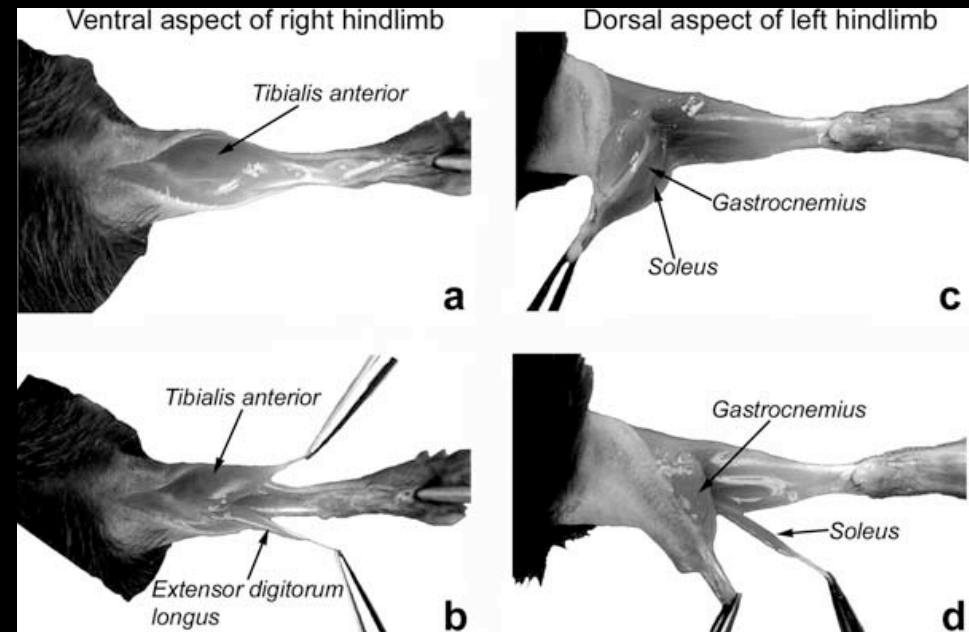 Ventral aspect of right hindlimb
Tibialis anterior
a
Tibialis anterior
Extensor digitorum
longus
b
Dorsal aspect of left hindlimb
Gastrocnemius
Soleus
c
Gastrocnemius
Soleus
d